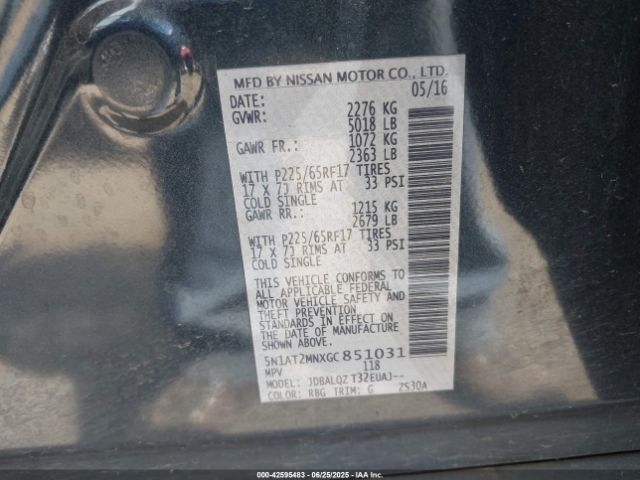 MFD BY NISSAN MOTOR CO., LTD.
DATE: 05/16
GVWR: 2276 KG
5018 LB
GAWR FR.: 1072 KG
2363 LB
WITH P225/65RF17 TIRES
17 X 7J RIMS AT 33 PSI
COLD SINGLE
GAWR RR.: 1215 KG
2679 LB
WITH P225/65RF17 TIRES
17 X 7J RIMS AT 33 PSI
COLD SINGLE
THIS VEHICLE CONFORMS TO
ALL APPLICABLE FEDERAL
MOTOR VEHICLE SAFETY AND
THEFT PREVENTION
STANDARDS IN EFFECT ON
THE DATE OF MANUFACTURE
SHOWN ABOVE.
5N1AT2MNXGC851031
MPV 118
MODEL: JDBALQZ T32EUAJ--
COLOR: RBG TRIM: G ZS30A
000-42595483 - 06/25/2025 - IAAI.COM